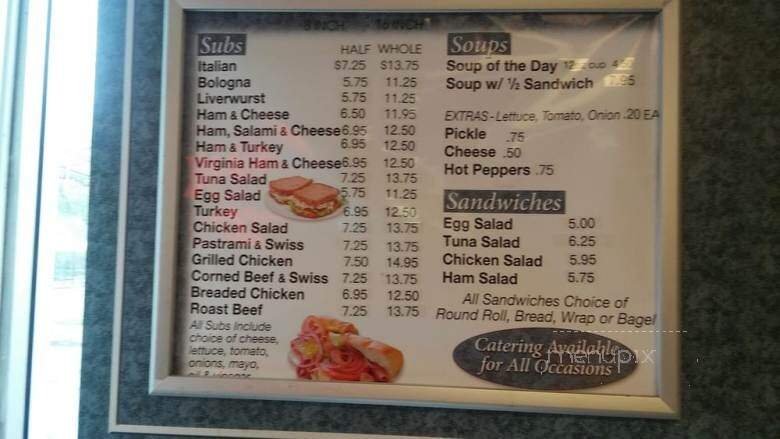 8 INCH 16 INCH
Subs HALF WHOLE
Italian $7.25 $13.75
Bologna 5.75 11.25
Liverwurst 5.75 11.25
Ham & Cheese 6.50 11.95
Ham, Salami & Cheese 6.95 12.50
Ham & Turkey 6.95 12.50
Virginia Ham & Cheese 6.95 12.50
Tuna Salad 7.25 13.75
Egg Salad 5.75 11.25
Turkey 6.95 12.50
Chicken Salad 7.25 13.75
Pastrami & Swiss 7.25 13.75
Grilled Chicken 7.50 14.95
Corned Beef & Swiss 7.25 13.75
Breaded Chicken 6.95 12.50
Roast Beef 7.25 13.75
All Subs Include
choice of cheese,
lettuce, tomato,
onions, mayo,
oil & vinegar
Soups
Soup of the Day cup
Soup w/ ½ Sandwich 7.95
EXTRAS - Lettuce, Tomato, Onion .20 EA
Pickle .75
Cheese .50
Hot Peppers .75
Sandwiches
Egg Salad 5.00
Tuna Salad 6.25
Chicken Salad 5.95
Ham Salad 5.75
All Sandwiches Choice of
Round Roll, Bread, Wrap or Bagel
Catering Available
for All Occasions
menupix